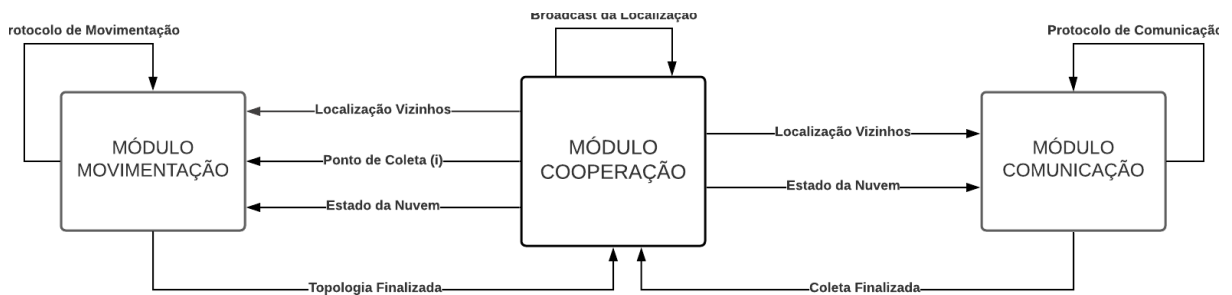 Broadcast da Localização
rotocolo de Movimentação
Protocolo de Comunicação
Localização Vizinhos
Localização Vizinhos
MÓDULO
MOVIMENTAÇÃO
Ponto de Coleta (i)
MÓDULO
COOPERAÇÃO
MÓDULO
COMUNICAÇÃO
Estado da Nuvem
Estado da Nuvem
Topologia Finalizada
Coleta Finalizada